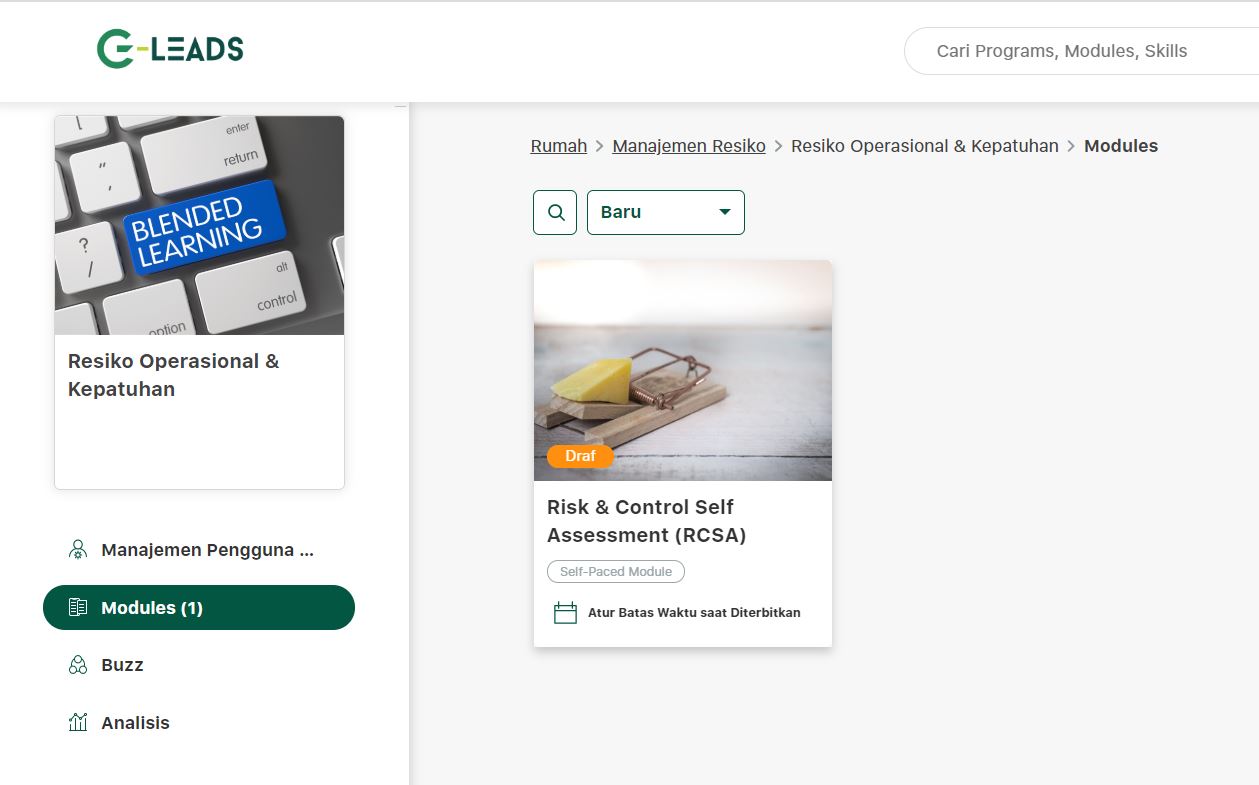 G-LEADS
Cari Programs, Modules, Skills
[
enter
return
“
,
BLENDED
LEARNING
?
/
alt
control
option
Resiko Operasional &
Kepatuhan
Manajemen Pengguna ...
Modules (1)
Buzz
Analisis
Rumah > Manajemen Resiko > Resiko Operasional & Kepatuhan > Modules
Baru
Draf
Risk & Control Self
Assessment (RCSA)
Self-Paced Module
Atur Batas Waktu saat Diterbitkan